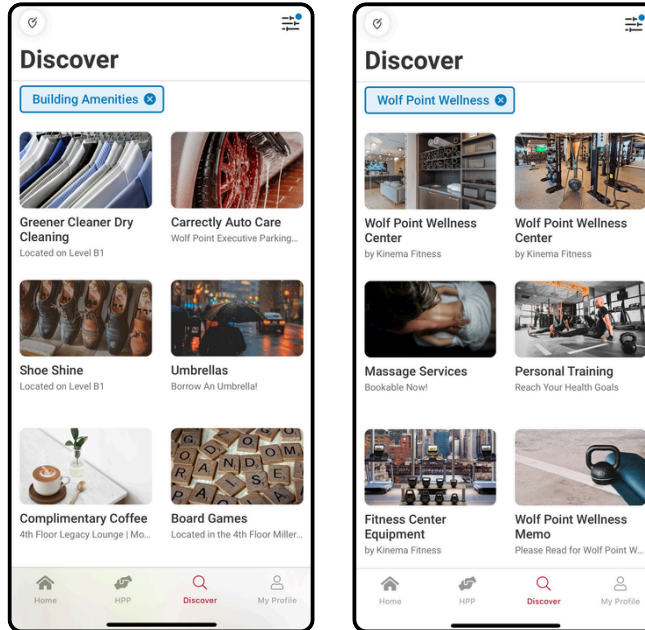 Discover
Building Amenities
Greener Cleaner Dry
Cleaning
Located on Level B1
Carrectly Auto Care
Wolf Point Executive Parking...
Shoe Shine
Located on Level B1
Umbrellas
Borrow An Umbrella!
Complimentary Coffee
4th Floor Legacy Lounge | Mo...
Board Games
Located in the 4th Floor Miller...
Home
HPP
Discover
My Profile
Discover
Wolf Point Wellness
Wolf Point Wellness
Center
by Kinema Fitness
Wolf Point Wellness
Center
by Kinema Fitness
Massage Services
Bookable Now!
Personal Training
Reach Your Health Goals
Fitness Center
Equipment
by Kinema Fitness
Wolf Point Wellness
Memo
Please Read for Wolf Point W...
Home
HPP
Discover
My Profile